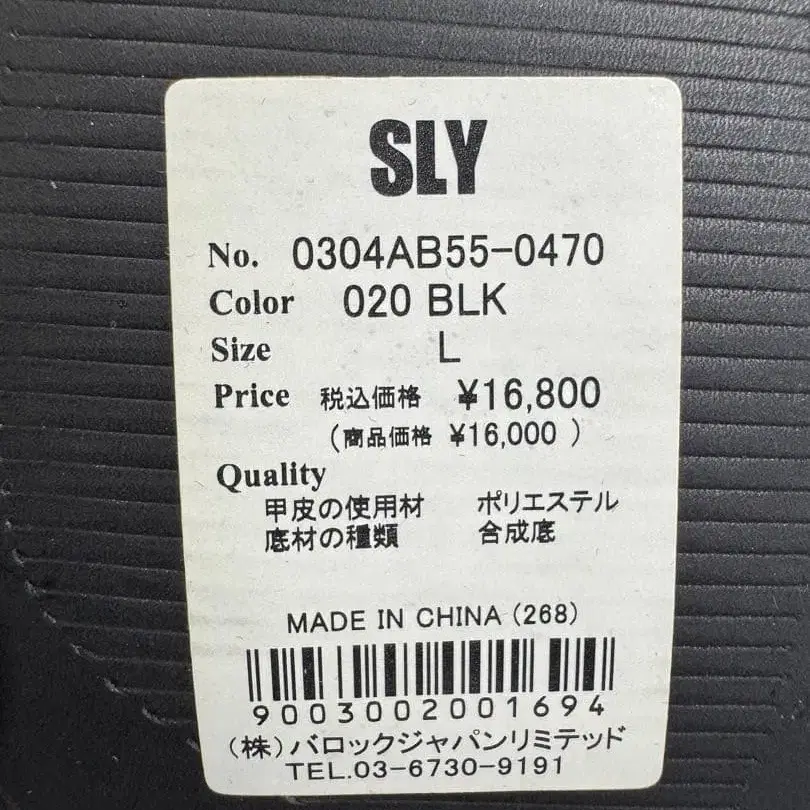 SLY
No. 0304AB55-0470
Color 020 BLK
Size L
Price 税込価格 ¥16,800
(商品価格 ¥16,000 )
Quality
甲皮の使用材 ポリエステル
底材の種類 合成底
MADE IN CHINA (268)
9003002001694
(株)バロックジャパンリミテッド
TEL.03-6730-9191